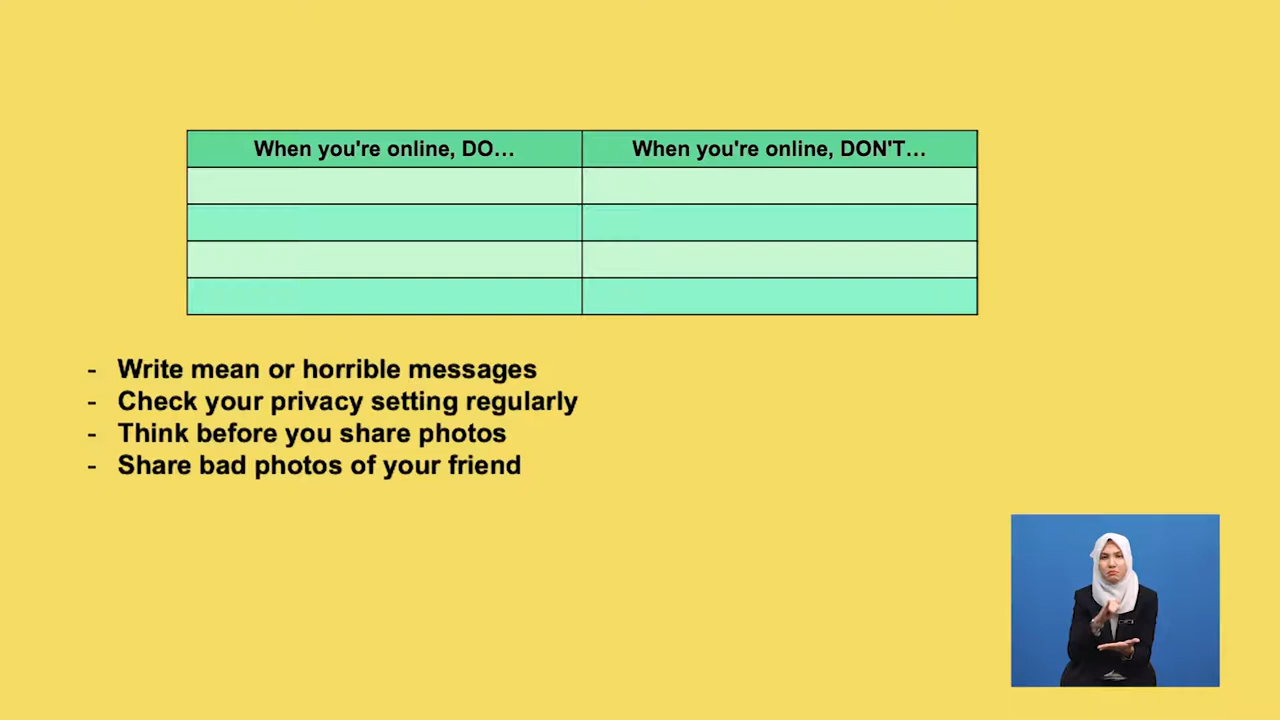 When you're online, DO...
When you're online, DON'T...
- Write mean or horrible messages
- Check your privacy setting regularly
- Think before you share photos
- Share bad photos of your friend